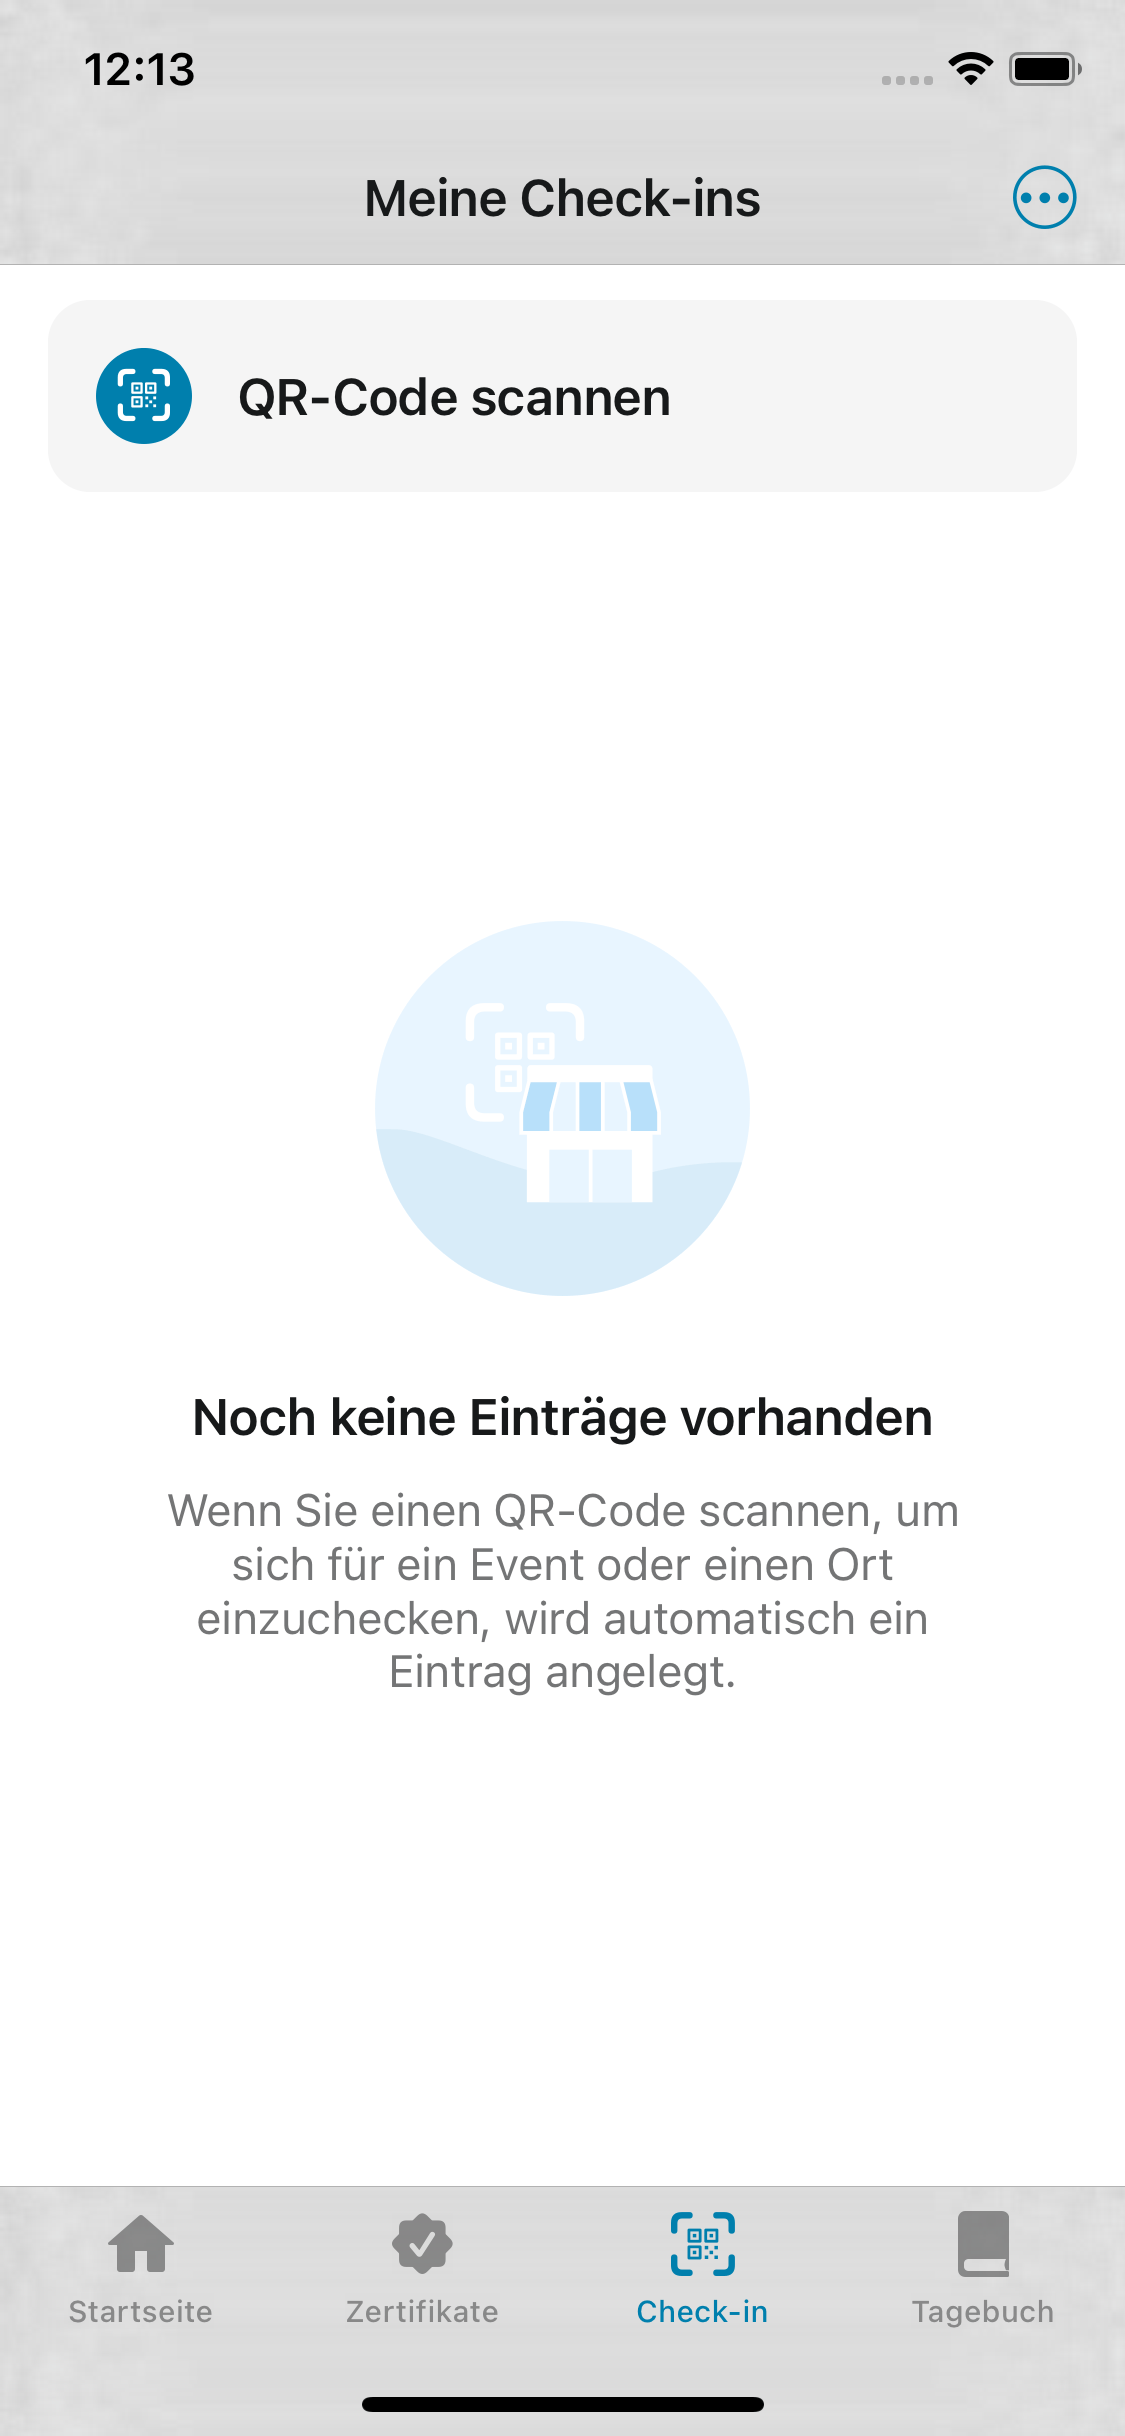 12:13
Meine Check-ins
QR-Code scannen
Noch keine Einträge vorhanden
Wenn Sie einen QR-Code scannen, um
sich für ein Event oder einen Ort
einzuchecken, wird automatisch ein
Eintrag angelegt.
Startseite
Zertifikate
Check-in
Tagebuch